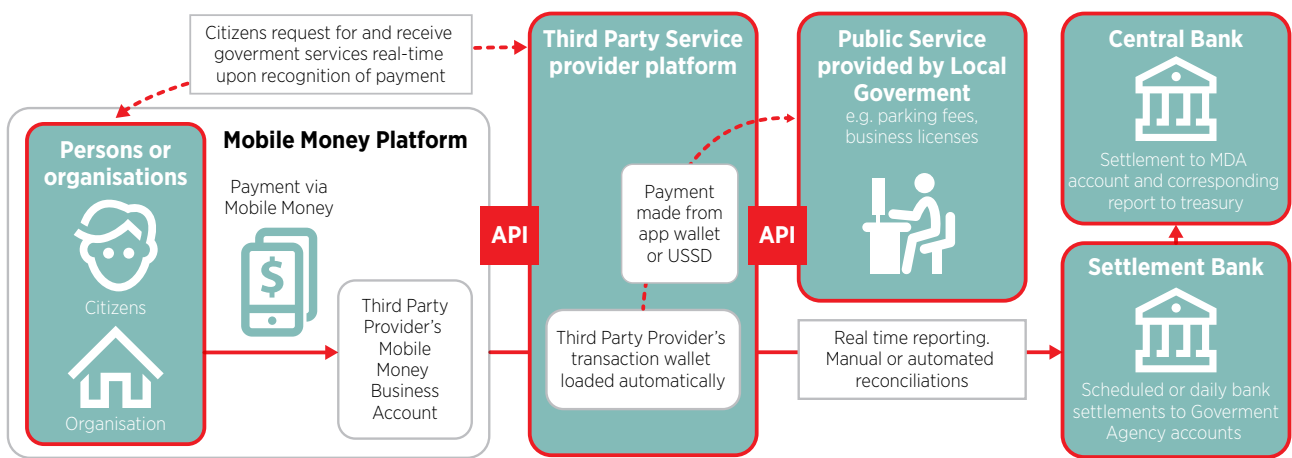 Citizens request for and receive
goverment services real-time
upon recognition of payment
Mobile Money Platform
Persons or
organisations
Citizens
Organisation
Payment via
Mobile Money
$
Third Party
Provider's
Mobile
Money
Business
Account
API
Third Party Service
provider platform
Payment
made from
app wallet
or USSD
Third Party Provider's
transaction wallet
loaded automatically
API
Public Service
provided by Local
Goverment
e.g. parking fees,
business licenses
Real time reporting.
Manual or automated
reconciliations
Central Bank
Settlement to MDA
account and corresponding
report to treasury
Settlement Bank
Scheduled or daily bank
settlements to Goverment
Agency accounts